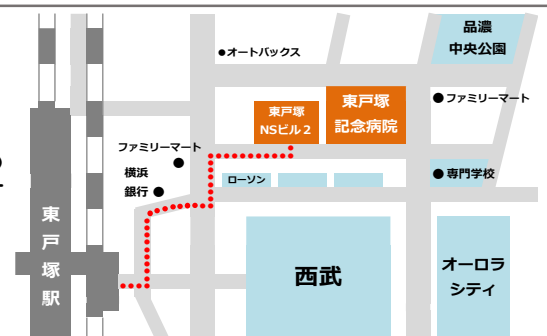 品濃
中央公園
●オートバックス
東戸塚
NSビル２
東戸塚
記念病院
●ファミリーマート
ファミリーマート
●
横浜
銀行●
ローソン
●専門学校
東戸塚駅
西武
オーロラ
シティ